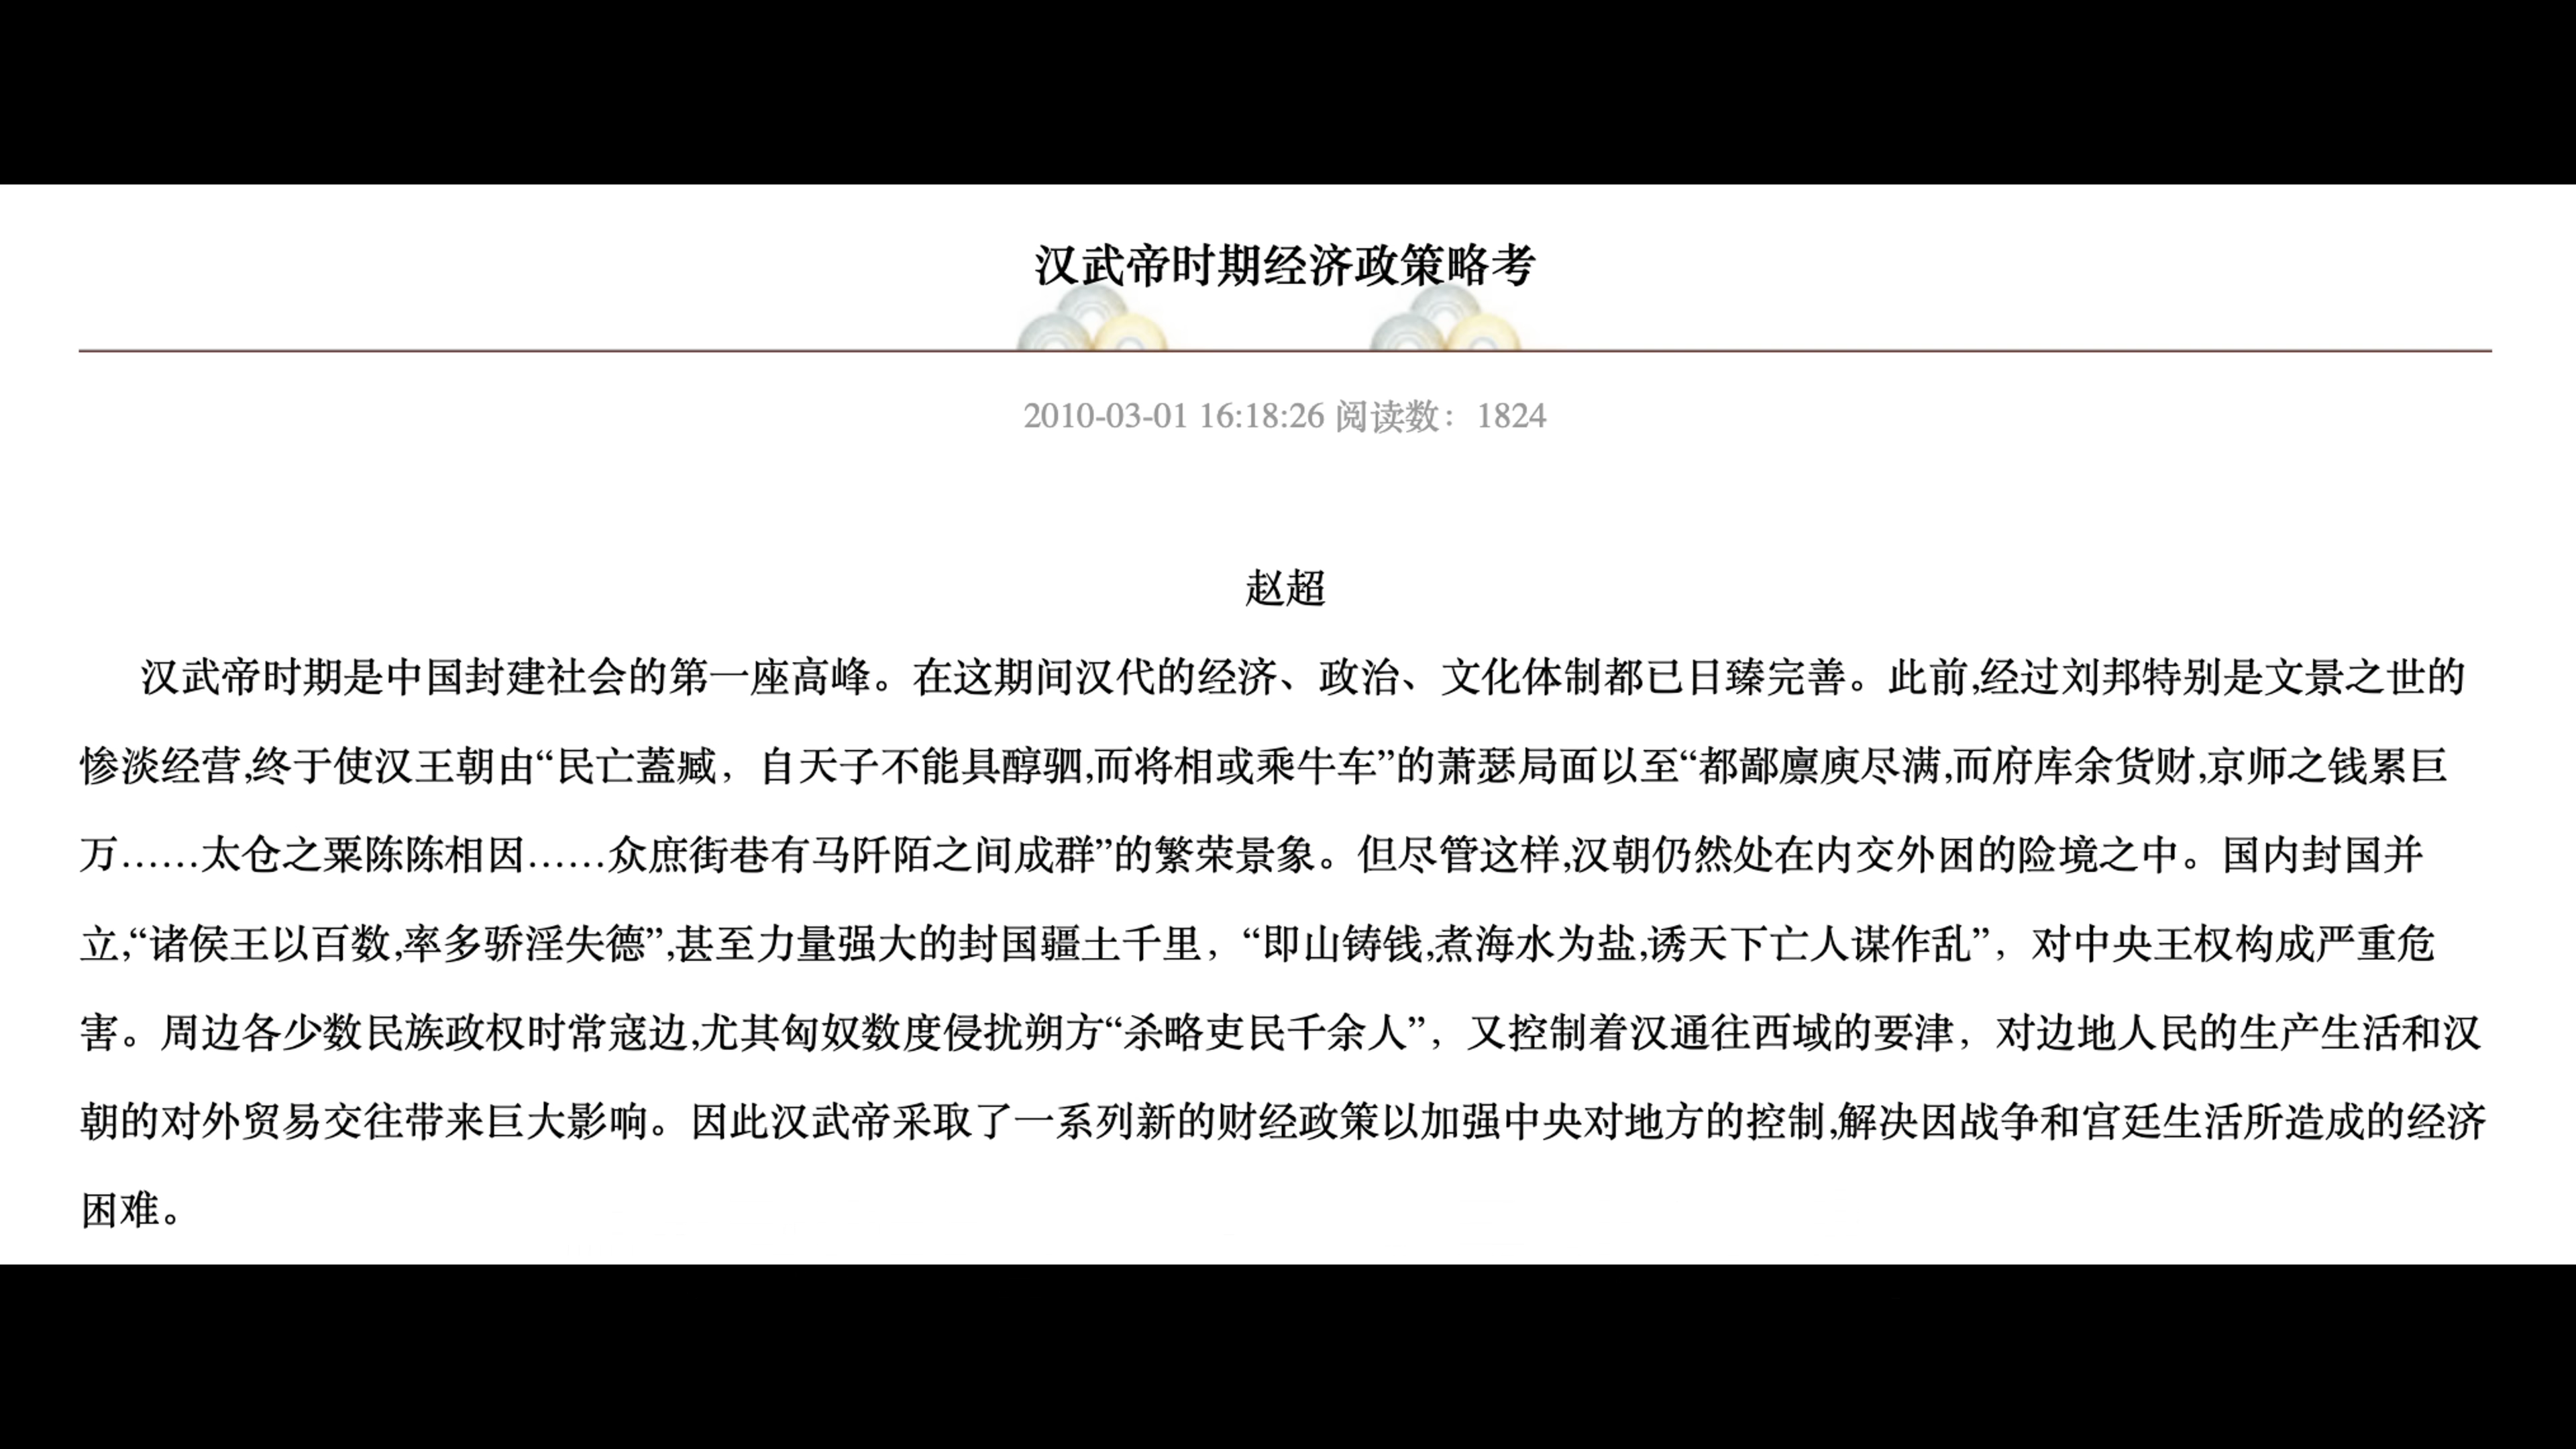 汉武帝时期经济政策略考
2010-03-01 16:18:26 阅读数：1824
赵超
汉武帝时期是中国封建社会的第一座高峰。在这期间汉代的经济、政治、文化体制都已日臻完善。此前,经过刘邦特别是文景之世的
惨淡经营,终于使汉王朝由“民亡蓋臧，自天子不能具醇驷,而将相或乘牛车”的萧瑟局面以至“都鄙廪庾尽满,而府库余货财,京师之钱累巨
万……太仓之粟陈陈相因……众庶街巷有马阡陌之间成群”的繁荣景象。但尽管这样,汉朝仍然处在内交外困的险境之中。国内封国并
立,“诸侯王以百数,率多骄淫失德”,甚至力量强大的封国疆土千里，“即山铸钱,煮海水为盐,诱天下亡人谋作乱”，对中央王权构成严重危
害。周边各少数民族政权时常寇边,尤其匈奴数度侵扰朔方“杀略吏民千余人”，又控制着汉通往西域的要津，对边地人民的生产生活和汉
朝的对外贸易交往带来巨大影响。因此汉武帝采取了一系列新的财经政策以加强中央对地方的控制,解决因战争和宫廷生活所造成的经济
困难。